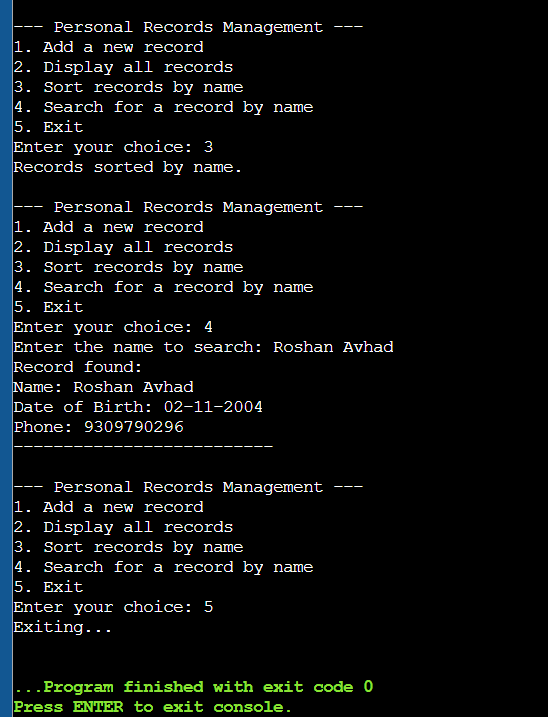 --- Personal Records Management ---
1. Add a new record
2. Display all records
3. Sort records by name
4. Search for a record by name
5. Exit
Enter your choice: 3
Records sorted by name.
--- Personal Records Management ---
1. Add a new record
2. Display all records
3. Sort records by name
4. Search for a record by name
5. Exit
Enter your choice: 4
Enter the name to search: Roshan Avhad
Record found:
Name: Roshan Avhad
Date of Birth: 02-11-2004
Phone: 9309790296
--------------------------
--- Personal Records Management ---
1. Add a new record
2. Display all records
3. Sort records by name
4. Search for a record by name
5. Exit
Enter your choice: 5
Exiting...
...Program finished with exit code 0
Press ENTER to exit console.